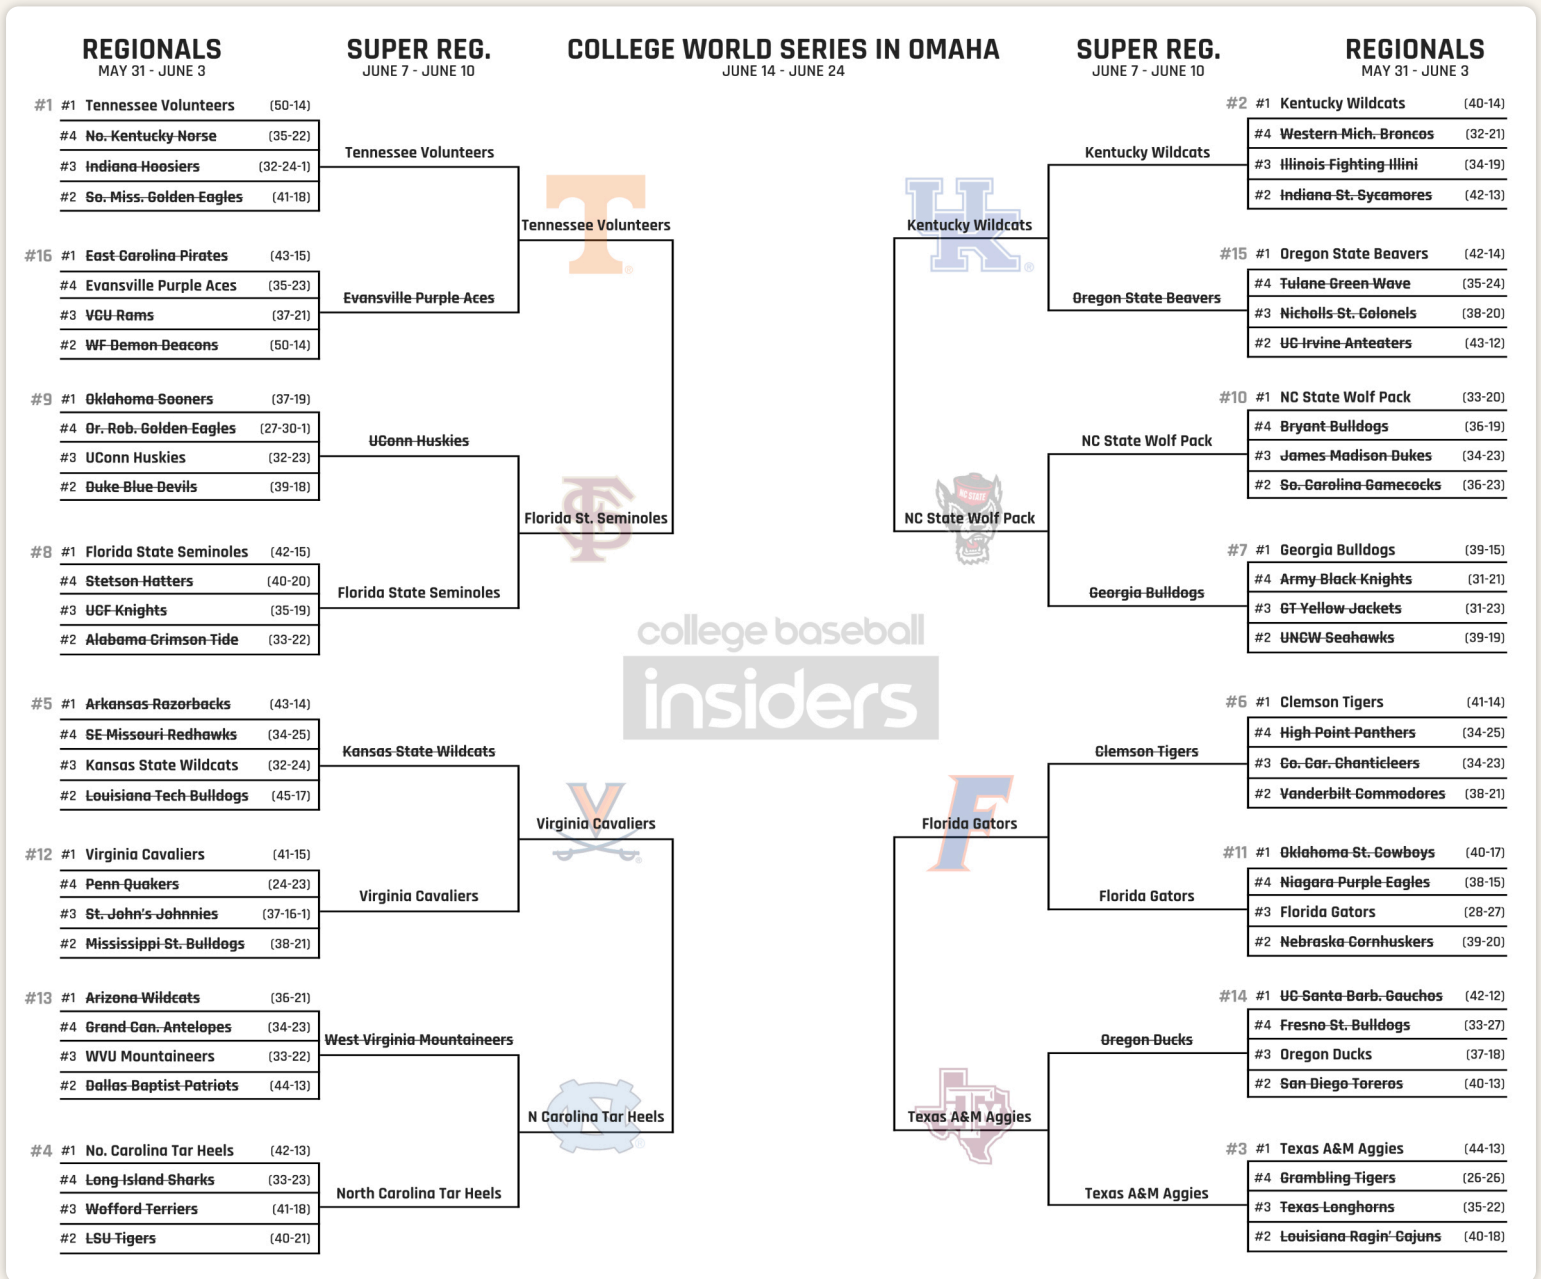 REGIONALS
MAY 31 - JUNE 3
SUPER REG.
JUNE 7 - JUNE 10
COLLEGE WORLD SERIES IN OMAHA
JUNE 14 - JUNE 24
SUPER REG.
JUNE 7 - JUNE 10
REGIONALS
MAY 31 - JUNE 3
#1 #1 Tennessee Volunteers (50-14)
#4 No. Kentucky Norse (35-22)
#3 Indiana Hoosiers (32-24-1)
#2 So. Miss. Golden Eagles (41-18)
#16 #1 East Carolina Pirates (43-15)
#4 Evansville Purple Aces (35-23)
#3 VCU Rams (37-21)
#2 WF Demon Deacons (50-14)
#9 #1 Oklahoma Sooners (37-19)
#4 Or. Rob. Golden Eagles (27-30-1)
#3 UConn Huskies (32-23)
#2 Duke Blue Devils (39-18)
#8 #1 Florida State Seminoles (42-15)
#4 Stetson Hatters (40-20)
#3 UCF Knights (35-19)
#2 Alabama Crimson Tide (33-22)
#5 #1 Arkansas Razorbacks (43-14)
#4 SE Missouri Redhawks (34-25)
#3 Kansas State Wildcats (32-24)
#2 Louisiana Tech Bulldogs (45-17)
#12 #1 Virginia Cavaliers (41-15)
#4 Penn Quakers (24-23)
#3 St. John's Johnnies (37-16-1)
#2 Mississippi St. Bulldogs (38-21)
#13 #1 Arizona Wildcats (36-21)
#4 Grand Can. Antelopes (34-23)
#3 WVU Mountaineers (33-22)
#2 Dallas Baptist Patriots (44-13)
#4 #1 No. Carolina Tar Heels (42-13)
#4 Long Island Sharks (33-23)
#3 Wofford Terriers (41-18)
#2 LSU Tigers (40-21)
Tennessee Volunteers
Evansville Purple Aces
UConn Huskies
Florida State Seminoles
Kansas State Wildcats
Virginia Cavaliers
West Virginia Mountaineers
North Carolina Tar Heels
T
Tennessee Volunteers
FS
Florida St. Seminoles
V
Virginia Cavaliers
NC
N Carolina Tar Heels
college baseball
insiders
UK
Kentucky Wildcats
NC STATE
NC State Wolf Pack
F
Florida Gators
ATM
Texas A&M Aggies
Kentucky Wildcats
Oregon State Beavers
NC State Wolf Pack
Georgia Bulldogs
Clemson Tigers
Florida Gators
Oregon Ducks
Texas A&M Aggies
#2 #1 Kentucky Wildcats (40-14)
#4 Western Mich. Broncos (32-21)
#3 Illinois Fighting Illini (34-19)
#2 Indiana St. Sycamores (42-13)
#15 #1 Oregon State Beavers (42-14)
#4 Tulane Green Wave (35-24)
#3 Nicholls St. Colonels (38-20)
#2 UC Irvine Anteaters (43-12)
#10 #1 NC State Wolf Pack (33-20)
#4 Bryant Bulldogs (36-19)
#3 James Madison Dukes (34-23)
#2 So. Carolina Gamecocks (36-23)
#7 #1 Georgia Bulldogs (39-15)
#4 Army Black Knights (31-21)
#3 GT Yellow Jackets (31-23)
#2 UNCW Seahawks (39-19)
#6 #1 Clemson Tigers (41-14)
#4 High Point Panthers (34-25)
#3 Co. Car. Chanticleers (34-23)
#2 Vanderbilt Commodores (38-21)
#11 #1 Oklahoma St. Cowboys (40-17)
#4 Niagara Purple Eagles (38-15)
#3 Florida Gators (28-27)
#2 Nebraska Cornhuskers (39-20)
#14 #1 UC Santa Barb. Gauchos (42-12)
#4 Fresno St. Bulldogs (33-27)
#3 Oregon Ducks (37-18)
#2 San Diego Toreros (40-13)
#3 #1 Texas A&M Aggies (44-13)
#4 Grambling Tigers (26-26)
#3 Texas Longhorns (35-22)
#2 Louisiana Ragin' Cajuns (40-18)